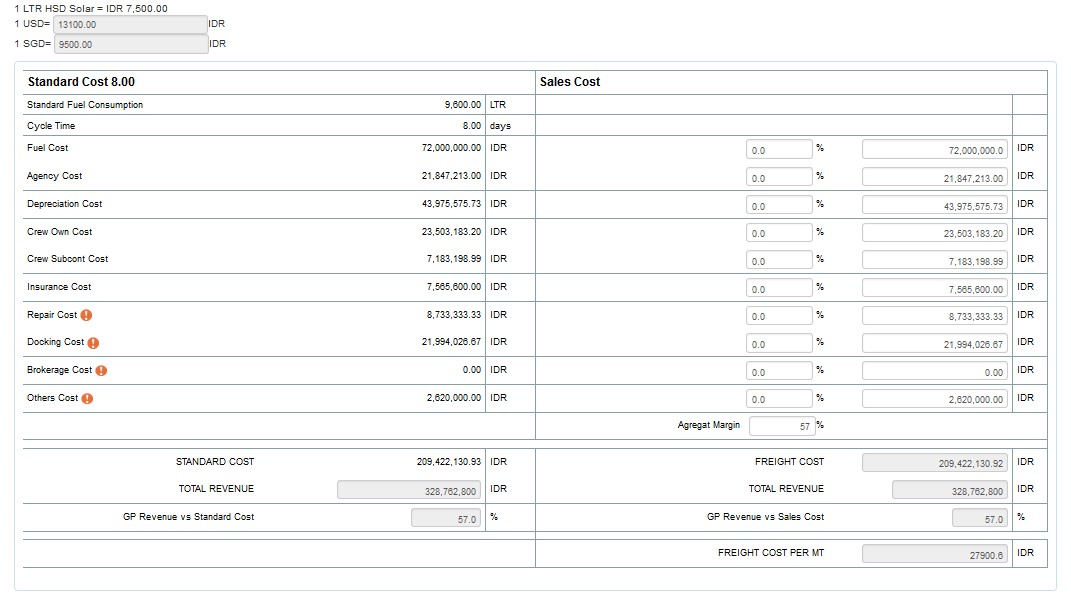 1 LTR HSD Solar = IDR 7,500.00
1 USD= 13100.00 IDR
1 SGD= 9500.00 IDR
Standard Cost 8.00 Sales Cost
Standard Fuel Consumption 9,600.00 LTR
Cycle Time 8.00 days
Fuel Cost 72,000,000.00 IDR 0.0 % 72,000,000.0 IDR
Agency Cost 21,847,213.00 IDR 0.0 % 21,847,213.00 IDR
Depreciation Cost 43,975,575.73 IDR 0.0 % 43,975,575.73 IDR
Crew Own Cost 23,503,183.20 IDR 0.0 % 23,503,183.20 IDR
Crew Subcont Cost 7,183,198.99 IDR 0.0 % 7,183,198.99 IDR
Insurance Cost 7,565,600.00 IDR 0.0 % 7,565,600.00 IDR
Repair Cost 8,733,333.33 IDR 0.0 % 8,733,333.33 IDR
Docking Cost 21,994,026.67 IDR 0.0 % 21,994,026.67 IDR
Brokerage Cost 0.00 IDR 0.0 % 0.00 IDR
Others Cost 2,620,000.00 IDR 0.0 % 2,620,000.00 IDR
Agregat Margin 57 %
STANDARD COST 209,422,130.93 IDR FREIGHT COST 209,422,130.92 IDR
TOTAL REVENUE 328,762,800 IDR TOTAL REVENUE 328,762,800 IDR
GP Revenue vs Standard Cost 57.0 % GP Revenue vs Sales Cost 57.0 %
FREIGHT COST PER MT 27900.6 IDR